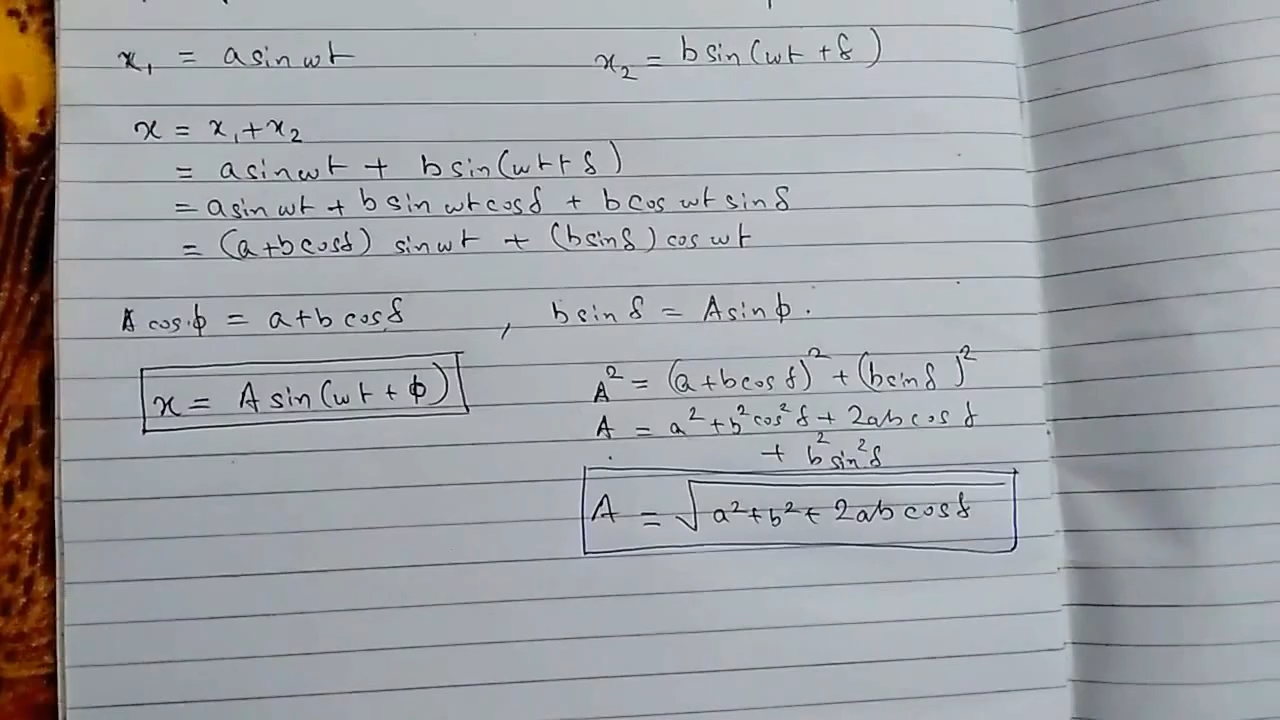 x₁ = a sin ωt    x₂ = b sin(ωt + δ)
x = x₁ + x₂
= a sin ωt + b sin(ωt + δ)
= a sin ωt + b sin ωt cos δ + b cos ωt sin δ
= (a + b cos δ) sin ωt + (b sin δ) cos ωt
A cos φ = a + b cos δ , b sin δ = A sin φ .
x = A sin(ωt + φ)
A² = (a + b cos δ)² + (b sin δ)²
A = a² + b² cos² δ + 2ab cos δ
+ b² sin² δ
A = √(a² + b² + 2ab cos δ)